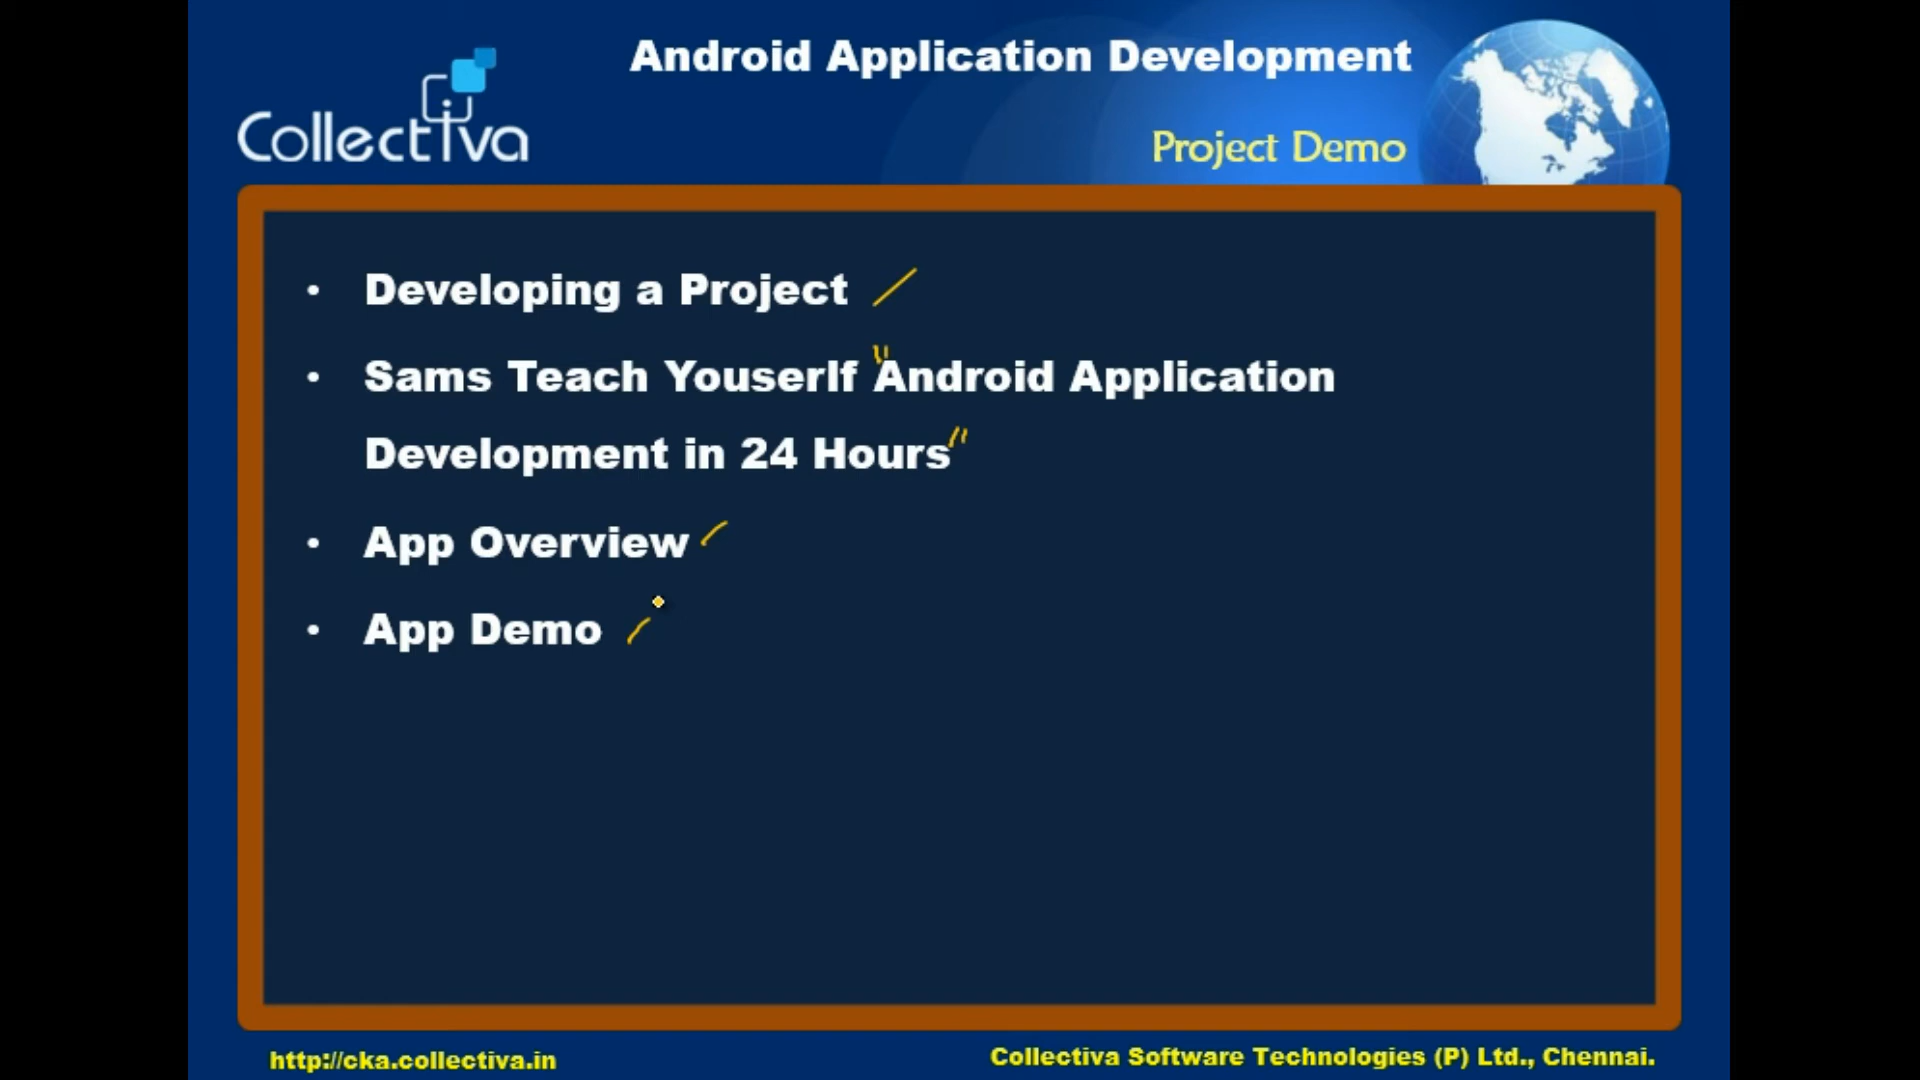 Android Application Development
Collectiva
Project Demo
• Developing a Project
• Sams Teach Youserlf "Android Application
Development in 24 Hours"
• App Overview
• App Demo
http://cka.collectiva.in
Collectiva Software Technologies (P) Ltd., Chennai.